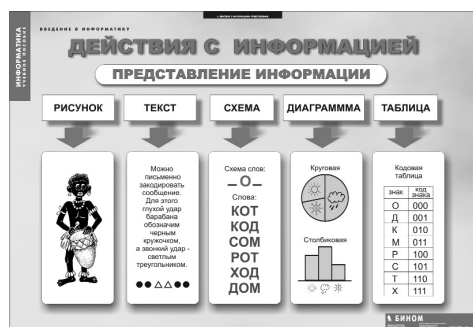 ВВЕДЕНИЕ В ИНФОРМАТИКУ
ИНФОРМАТИКА
УЧЕБНОЕ ПОСОБИЕ
ДЕЙСТВИЯ С ИНФОРМАЦИЕЙ
ПРЕДСТАВЛЕНИЕ ИНФОРМАЦИИ
РИСУНОК
ТЕКСТ
СХЕМА
ДИАГРАМММА
ТАБЛИЦА
Можно
письменно
закодировать
сообщение.
Для этого
глухой удар
барабана
обозначим
черным
кружочком,
а звонкий удар -
светлым
треугольником.
Схема слов:
_ О _
Слова:
КОТ
КОД
СОМ
РОТ
ХОД
ДОМ
Круговая
Столбиковая
Кодовая
таблица
знак код знака
О 000
Д 001
К 010
М 011
Р 100
С 101
Т 110
Х 111
БИНОМ